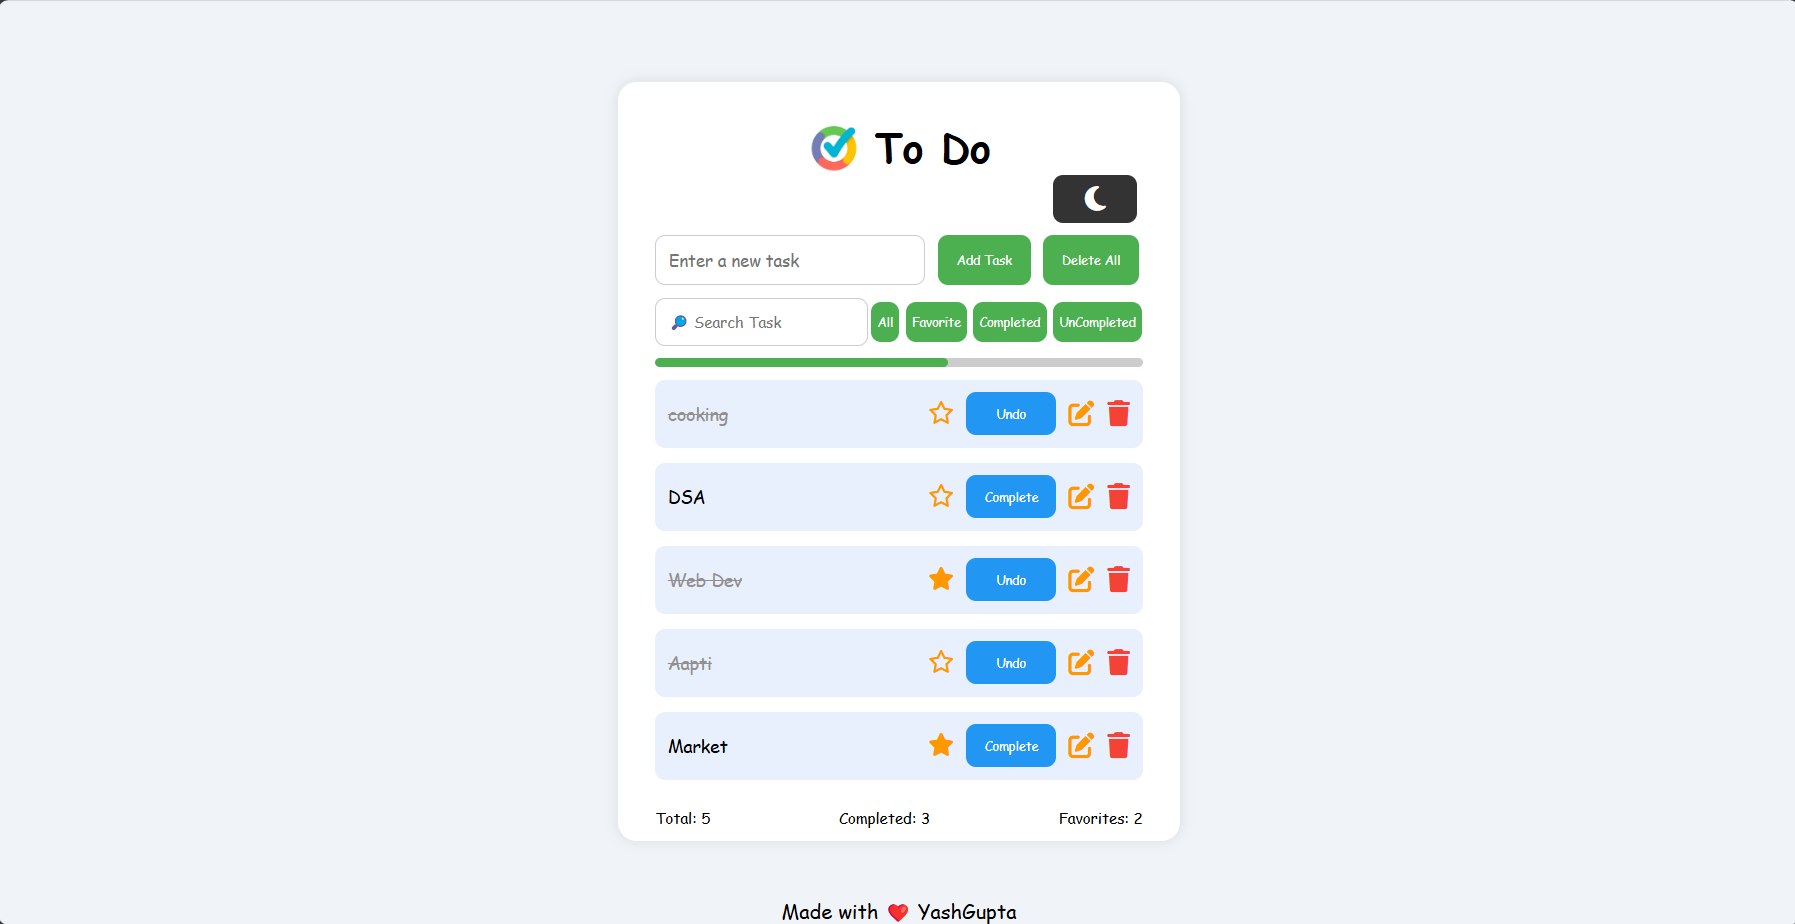 To Do
Enter a new task
Add Task
Delete All
Search Task
All
Favorite
Completed
UnCompleted
cooking
Undo
DSA
Complete
Web Dev
Undo
Aapti
Undo
Market
Complete
Total: 5
Completed: 3
Favorites: 2
Made with ❤️ YashGupta